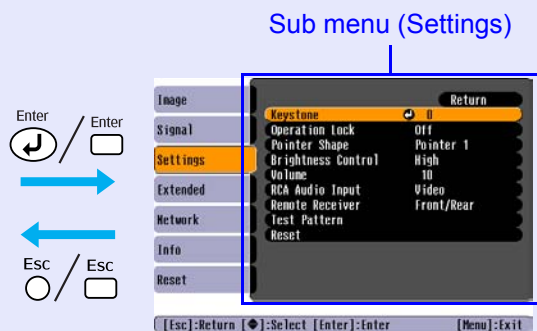 Sub menu (Settings)
Enter
Enter
Esc
Esc
Image
Signal
Settings
Extended
Network
Info
Reset
Return
Keystone 0
Operation Lock Off
Pointer Shape Pointer 1
Brightness Control High
Volume 10
RCA Audio Input Video
Remote Receiver Front/Rear
Test Pattern
Reset
[Esc]:Return [◆]:Select [Enter]:Enter [Menu]:Exit